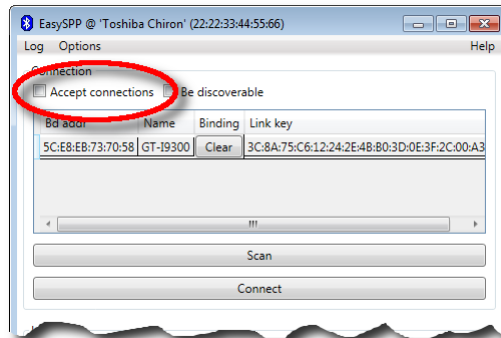 EasySPP @ 'Toshiba Chiron' (22:22:33:44:55:66)
Log Options Help
Connection
Accept connections Be discoverable
Bd addr Name Binding Link key
5C:E8:EB:73:70:58 GT-I9300 Clear 3C:8A:75:C6:12:24:2E:4B:B0:3D:0E:3F:2C:00:A3
Scan
Connect